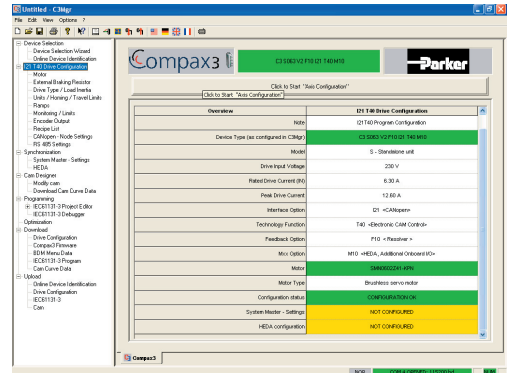 Untitled - C3Mgr
File Edit View Options ?
Device Selection
Device Selection Wizard
Online Device Identification
I21 T40 Drive Configuration
Motor
External Braking Resistor
Drive Type / Load Inertia
Units / Homing / Travel Limits
Ramps
Monitoring / Limits
Encoder Output
Recipe List
CANopen - Node Settings
RS 485 Settings
Synchronization
System Master - Settings
HEDA
Cam Designer
Modify cam
Download Cam Curve Data
Programming
IEC61131-3 Project Editor
IEC61131-3 Debugger
Optimization
Download
Drive Configuration
Compax3 Firmware
BDM Menu Data
IEC61131-3 Program
Cam Curve Data
Upload
Online Device Identification
Drive Configuration
IEC61131-3
Cam
Compax3
C3 S063 V2 F10 I21 T40 M10
Parker
Click to Start "Axis Configuration"
Click to Start "Axis Configuration"
Overview I21 T40 Drive Configuration
Note I21T40 Program Configuration
Device Type (as configured in C3Mgr) C3 S063 V2 F10 I21 T40 M10
Model S - Standalone unit
Drive Input Voltage 230 V
Rated Drive Current (IN) 6.30 A
Peak Drive Current 12.60 A
Interface Option I21 <CANopen>
Technology Function T40 <Electronic CAM Control>
Feedback Option F10 < Resolver >
Mxx Option M10 <HEDA, Additional Onboard I/O>
Motor
Motor Type Brushless servo motor
Configuration status CONFIGURATION OK
System Master - Settings NOT CONFIGURED
HEDA configuration NOT CONFIGURED
Compax3
NOR COM 4 OPENED: 115200 bd NUM